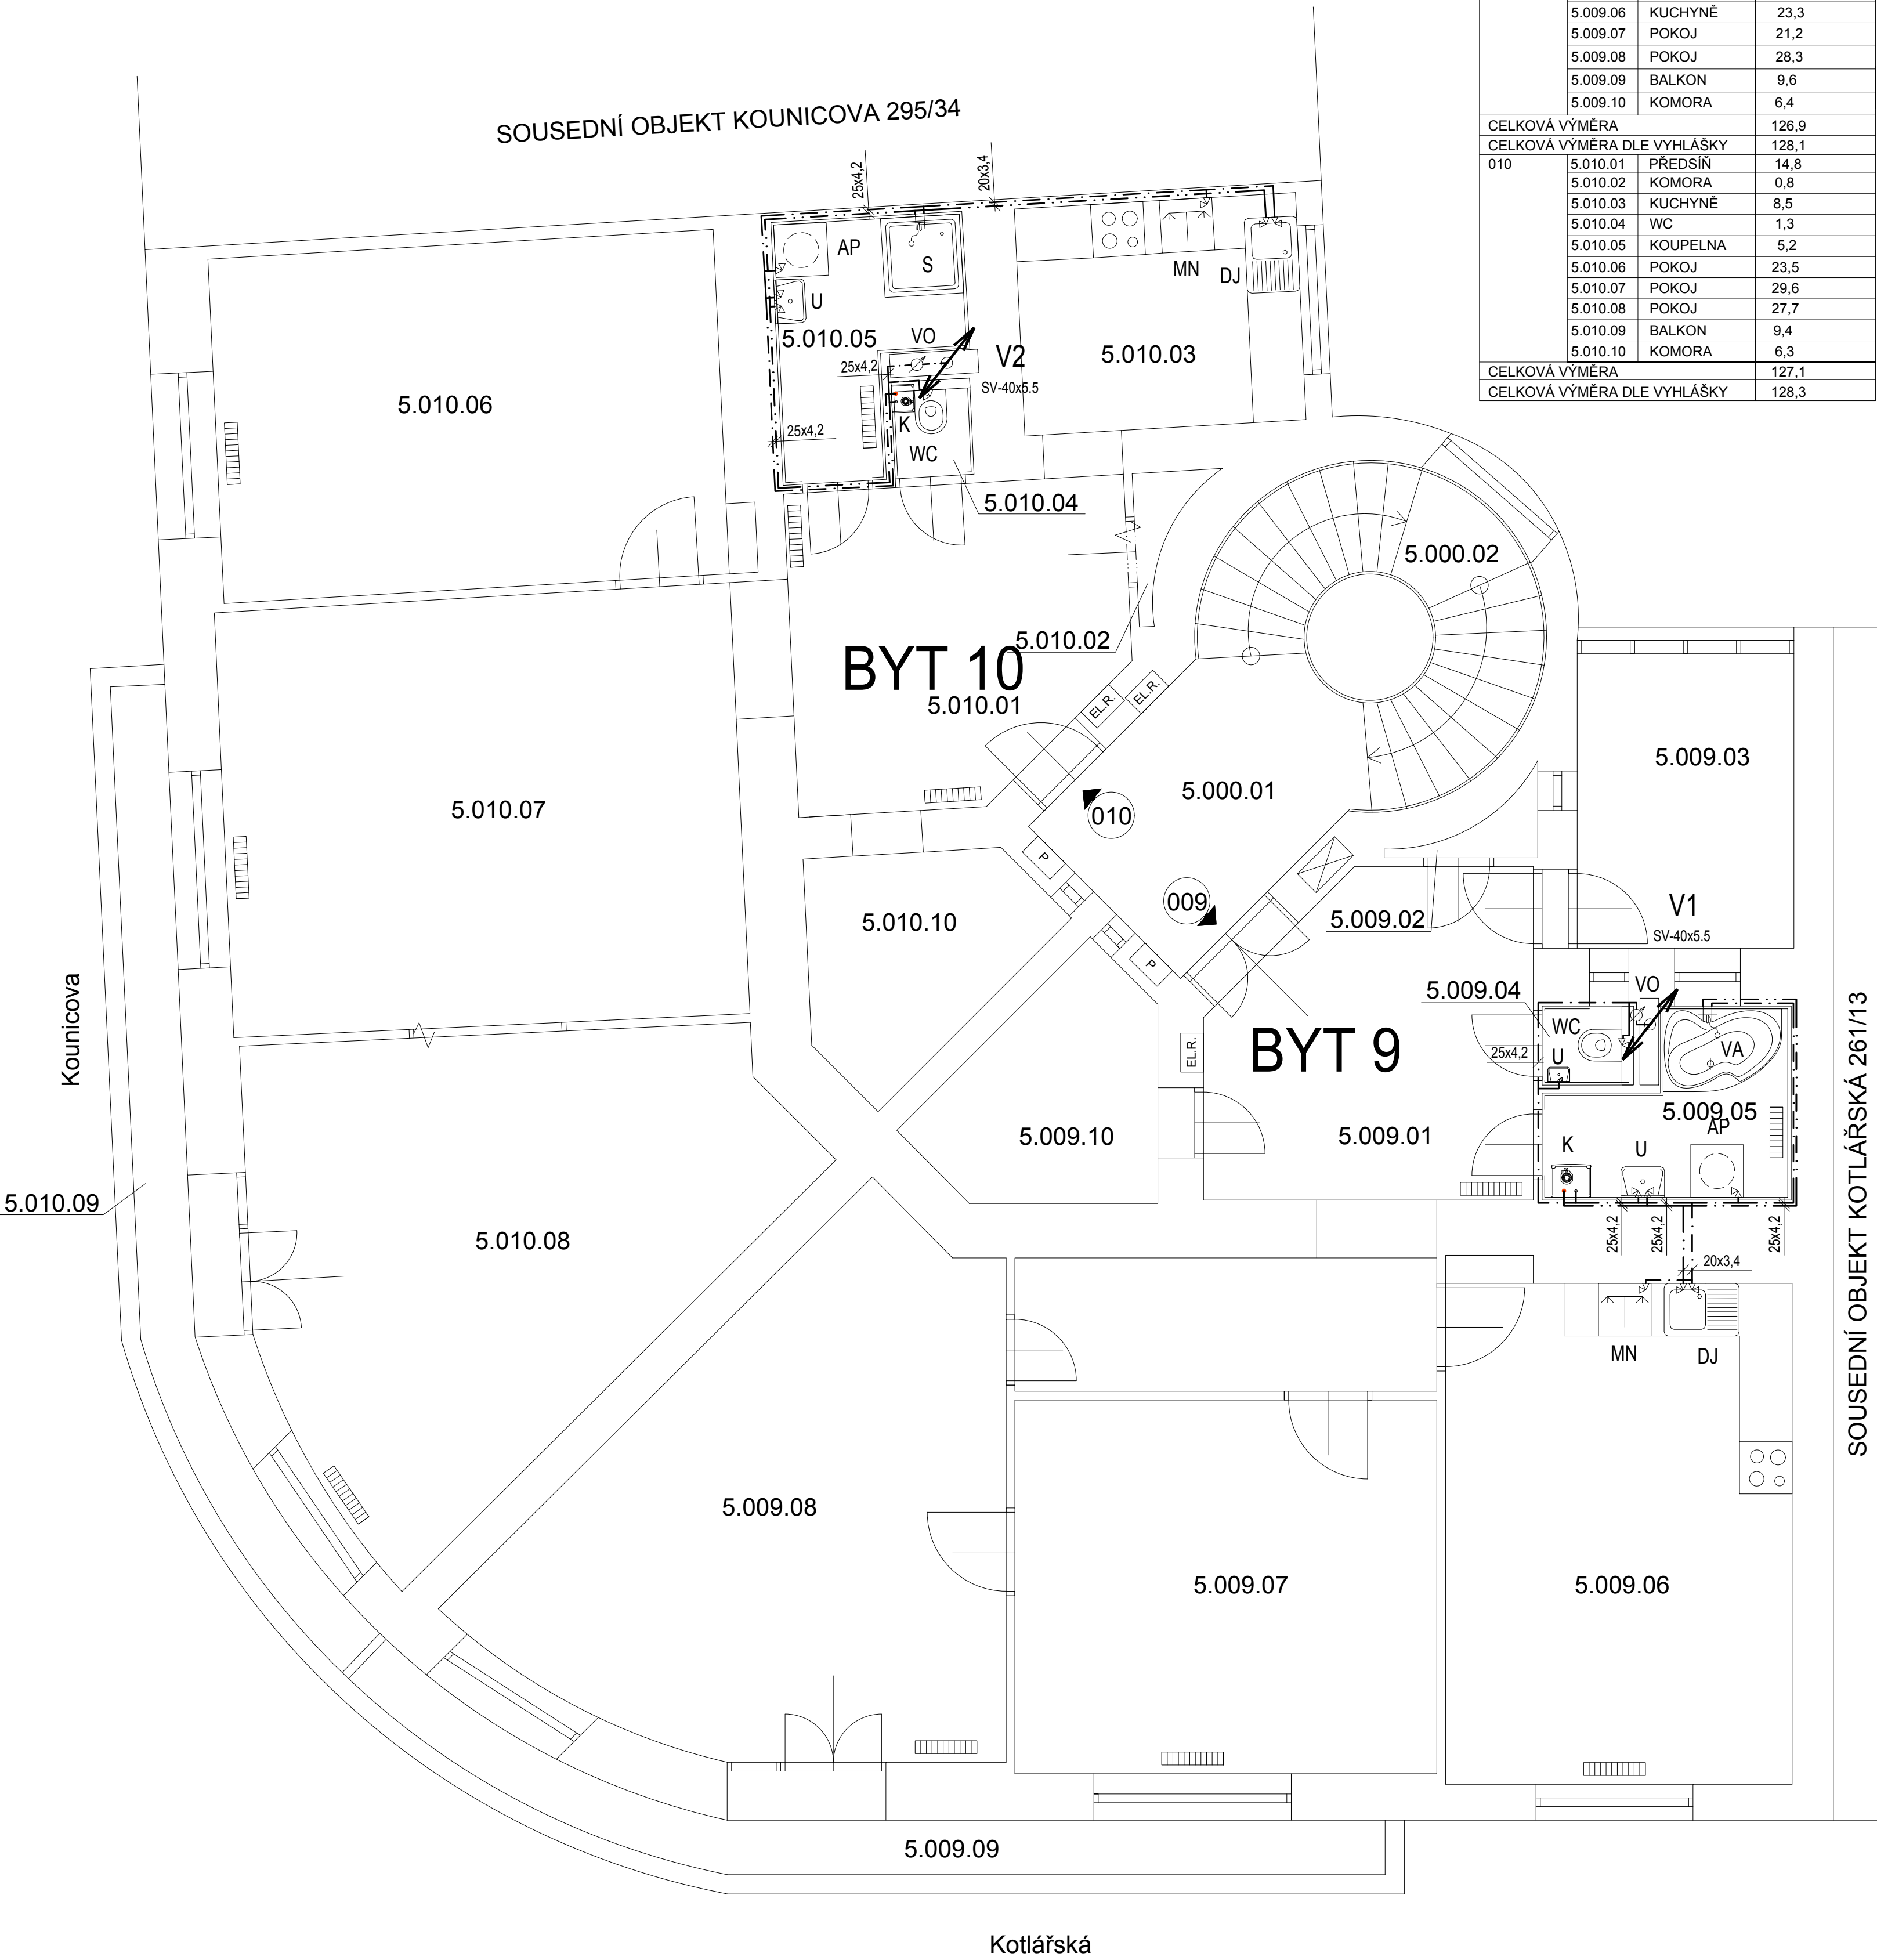 5.009.06 KUCHYNĚ 23,3
5.009.07 POKOJ 21,2
5.009.08 POKOJ 28,3
5.009.09 BALKON 9,6
5.009.10 KOMORA 6,4
CELKOVÁ VÝMĚRA 126,9
CELKOVÁ VÝMĚRA DLE VYHLÁŠKY 128,1
010 5.010.01 PŘEDSÍŇ 14,8
5.010.02 KOMORA 0,8
5.010.03 KUCHYNĚ 8,5
5.010.04 WC 1,3
5.010.05 KOUPELNA 5,2
5.010.06 POKOJ 23,5
5.010.07 POKOJ 29,6
5.010.08 POKOJ 27,7
5.010.09 BALKON 9,4
5.010.10 KOMORA 6,3
CELKOVÁ VÝMĚRA 127,1
CELKOVÁ VÝMĚRA DLE VYHLÁŠKY 128,3
SOUSEDNÍ OBJEKT KOUNICOVA 295/34
25x4,2
20x3,4
AP
S
U
MN
DJ
5.010.05
VO
V2
SV-40x5.5
25x4,2
5.010.03
5.010.06
K
25x4,2
WC
5.010.04
5.000.02
5.010.02
BYT 10
5.010.01
EL.R.
EL.R.
5.009.03
5.000.01
010
5.010.07
P
009
5.009.02
V1
SV-40x5.5
5.010.10
P
5.009.04
VO
WC
VA
25x4,2
U
Kounicova
EL.R.
BYT 9
5.009.05
AP
5.009.10
5.009.01
K
U
SOUSEDNÍ OBJEKT KOTLÁŘSKÁ 261/13
5.010.09
5.010.08
25x4,2
25x4,2
25x4,2
20x3,4
MN
DJ
5.009.08
5.009.07
5.009.06
5.009.09
Kotlářská